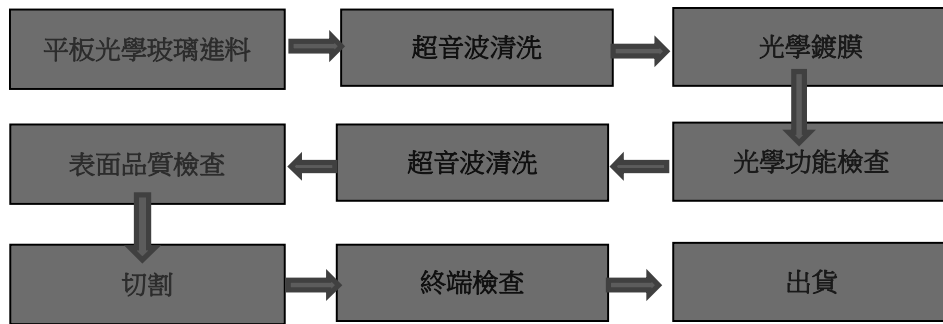 平板光學玻璃進料
超音波清洗
光學鍍膜
光學功能檢查
超音波清洗
表面品質檢查
切割
終端檢查
出貨